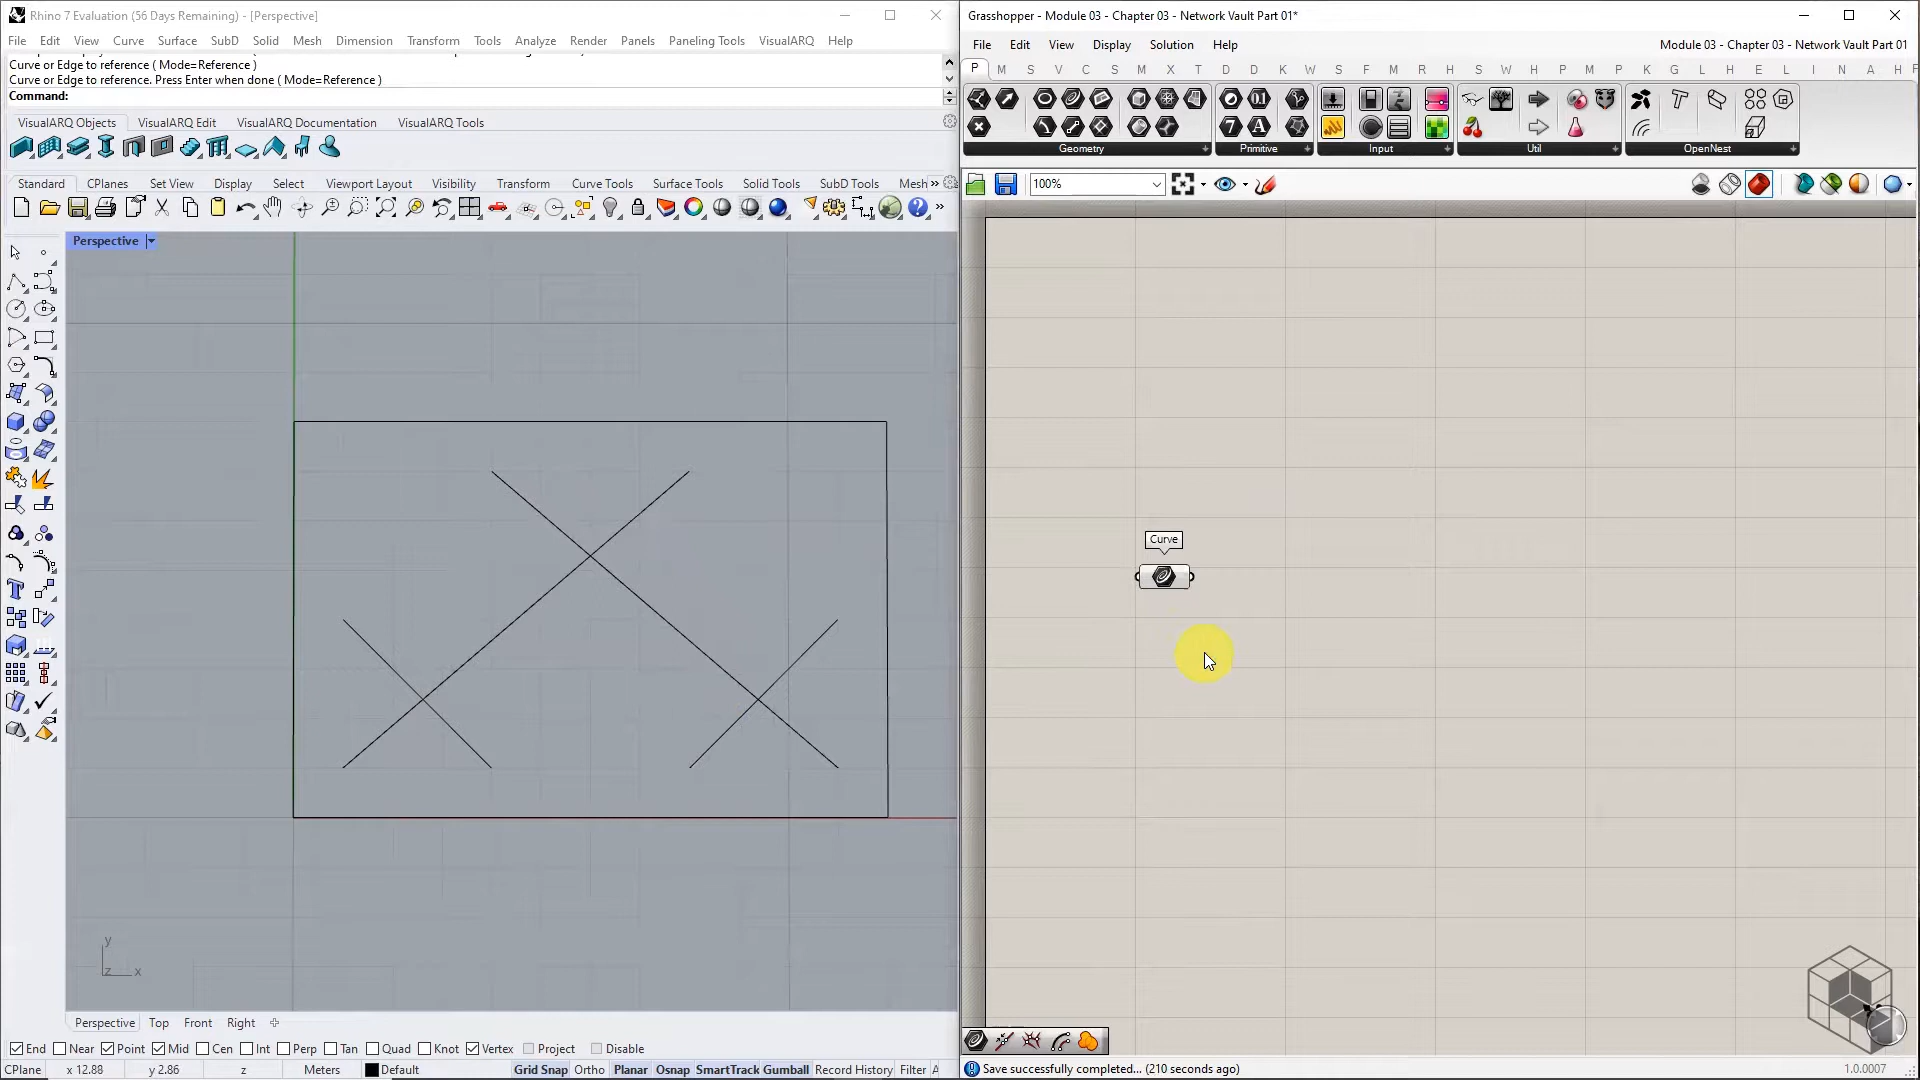 Rhino 7 Evaluation (56 Days Remaining) - [Perspective]
File Edit View Curve Surface SubD Solid Mesh Dimension Transform Tools Analyze Render Panels Paneling Tools VisualARQ Help
Curve or Edge to reference ( Mode=Reference )
Curve or Edge to reference. Press Enter when done ( Mode=Reference )
Command:
VisualARQ Objects VisualARQ Edit VisualARQ Documentation VisualARQ Tools
Standard CPlanes Set View Display Select Viewport Layout Visibility Transform Curve Tools Surface Tools Solid Tools SubD Tools Mesh »
Perspective
y
z x
Perspective Top Front Right
End Near Point Mid Cen Int Perp Tan Quad Knot Vertex Project Disable
CPlane x 12.88 y 2.86 z Meters Default Grid Snap Ortho Planar Osnap SmartTrack Gumball Record History Filter A
Grasshopper - Module 03 - Chapter 03 - Network Vault Part 01*
File Edit View Display Solution Help Module 03 - Chapter 03 - Network Vault Part 01
P M S V C S M X T D D K W S F M R H S W H P M P K G L H E L I N A H F
Geometry Primitive Input Util OpenNest
100%
Curve
Save successfully completed... (210 seconds ago) 1.0.0007